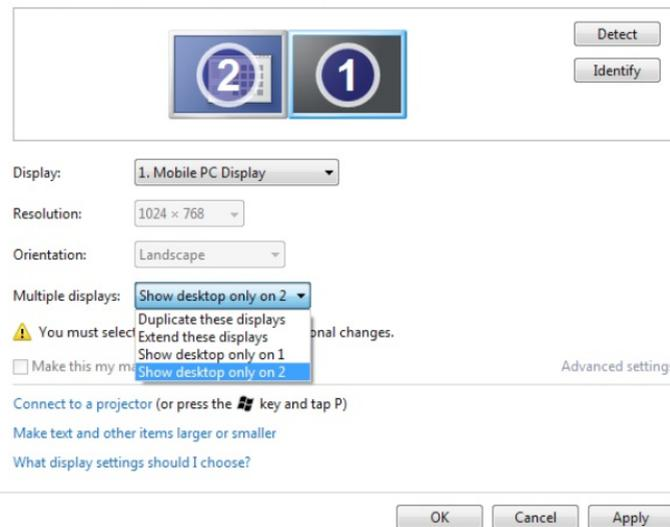 2 1
Detect
Identify
Display: 1. Mobile PC Display
Resolution: 1024 × 768
Orientation: Landscape
Multiple displays: Show desktop only on 2
Duplicate these displays
Extend these displays
Show desktop only on 1
Show desktop only on 2
You must select onal changes.
Make this my ma Advanced setting
Connect to a projector (or press the key and tap P)
Make text and other items larger or smaller
What display settings should I choose?
OK Cancel Apply